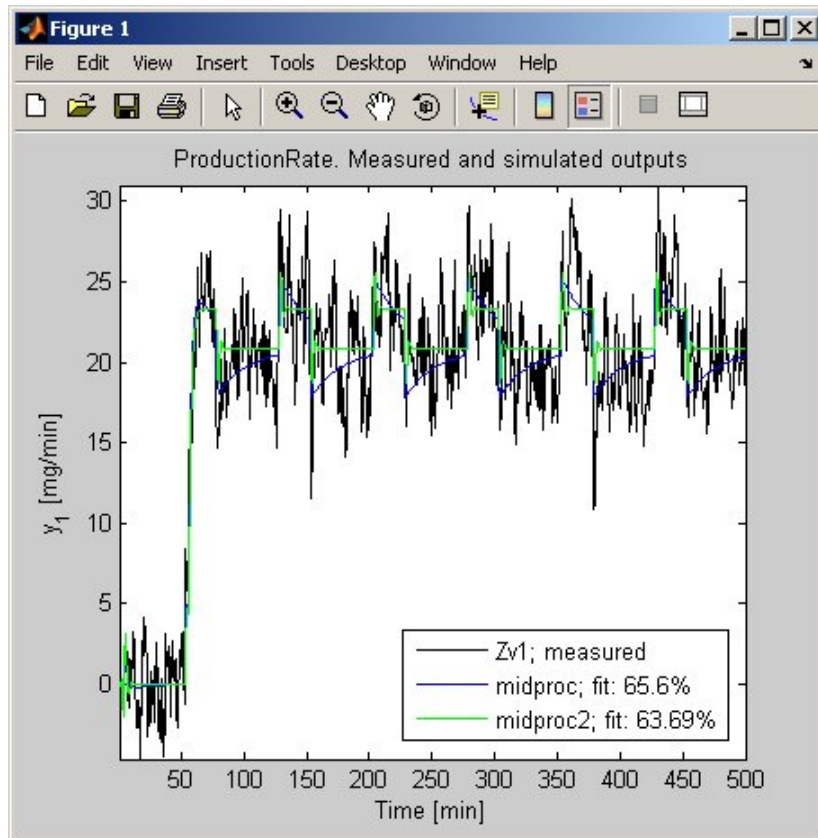 Figure 1
File Edit View Insert Tools Desktop Window Help
ProductionRate. Measured and simulated outputs
30
25
20
15
10
5
0
y1 [mg/min]
Zv1; measured
midproc; fit: 65.6%
midproc2; fit: 63.69%
50 100 150 200 250 300 350 400 450 500
Time [min]